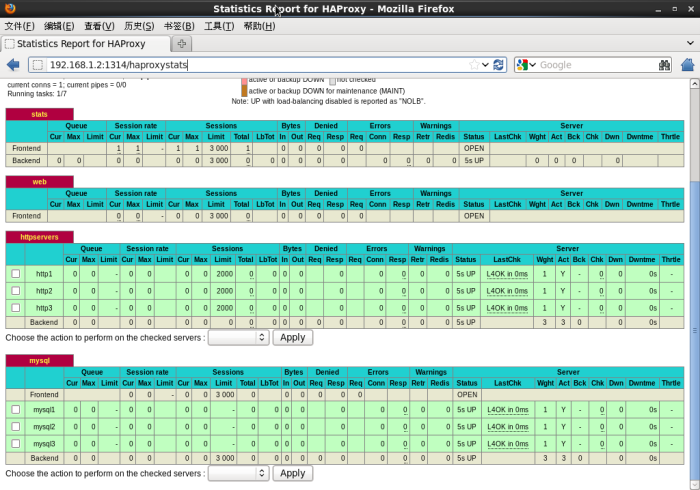 Statistics Report for HAProxy - Mozilla Firefox
文件(F) 编辑(E) 查看(V) 历史(S) 书签(B) 工具(T) 帮助(H)
Statistics Report for HAProxy
192.168.1.2:1314/haproxystats
Google
active or backup DOWN not checked
current conns = 1; current pipes = 0/0
active or backup DOWN for maintenance (MAINT)
Running tasks: 1/7
Note: UP with load-balancing disabled is reported as "NOLB".
stats
Queue Session rate Sessions Bytes Denied Errors Warnings Server
Cur Max Limit Cur Max Limit Cur Max Limit Total LbTot In Out Req Resp Req Conn Resp Retr Redis Status LastChk Wght Act Bck Chk Dwn Dwntme Thrtle
Frontend 1 1 - 1 1 3 000 1 0 0 0 0 0 OPEN
Backend 0 0 0 0 0 0 3 000 0 0 0 0 0 0 0 0 0 0 5s UP 0 0 0 0
web
Queue Session rate Sessions Bytes Denied Errors Warnings Server
Cur Max Limit Cur Max Limit Cur Max Limit Total LbTot In Out Req Resp Req Conn Resp Retr Redis Status LastChk Wght Act Bck Chk Dwn Dwntme Thrtle
Frontend 0 0 - 0 0 3 000 0 0 0 0 0 0 OPEN
httpservers
Queue Session rate Sessions Bytes Denied Errors Warnings Server
Cur Max Limit Cur Max Limit Cur Max Limit Total LbTot In Out Req Resp Req Conn Resp Retr Redis Status LastChk Wght Act Bck Chk Dwn Dwntme Thrtle
http1 0 0 - 0 0 0 0 2000 0 0 0 0 0 0 0 0 0 5s UP L4OK in 0ms 1 Y - 0 0 0s -
http2 0 0 - 0 0 0 0 2000 0 0 0 0 0 0 0 0 0 5s UP L4OK in 0ms 1 Y - 0 0 0s -
http3 0 0 - 0 0 0 0 2000 0 0 0 0 0 0 0 0 0 5s UP L4OK in 0ms 1 Y - 0 0 0s -
Backend 0 0 0 0 0 0 0 0 0 0 0 0 0 0 0 0 0 5s UP 3 3 0 0 0s
Choose the action to perform on the checked servers : Apply
mysql
Queue Session rate Sessions Bytes Denied Errors Warnings Server
Cur Max Limit Cur Max Limit Cur Max Limit Total LbTot In Out Req Resp Req Conn Resp Retr Redis Status LastChk Wght Act Bck Chk Dwn Dwntme Thrtle
Frontend 0 0 - 0 0 3 000 0 0 0 0 0 0 OPEN
mysql1 0 0 - 0 0 0 0 - 0 0 0 0 0 0 0 0 0 5s UP L4OK in 0ms 1 Y - 0 0 0s -
mysql2 0 0 - 0 0 0 0 - 0 0 0 0 0 0 0 0 0 5s UP L4OK in 0ms 1 Y - 0 0 0s -
mysql3 0 0 - 0 0 0 0 - 0 0 0 0 0 0 0 0 0 5s UP L4OK in 0ms 1 Y - 0 0 0s -
Backend 0 0 0 0 0 0 3 000 0 0 0 0 0 0 0 0 0 0 5s UP 3 3 0 0 0s
Choose the action to perform on the checked servers : Apply